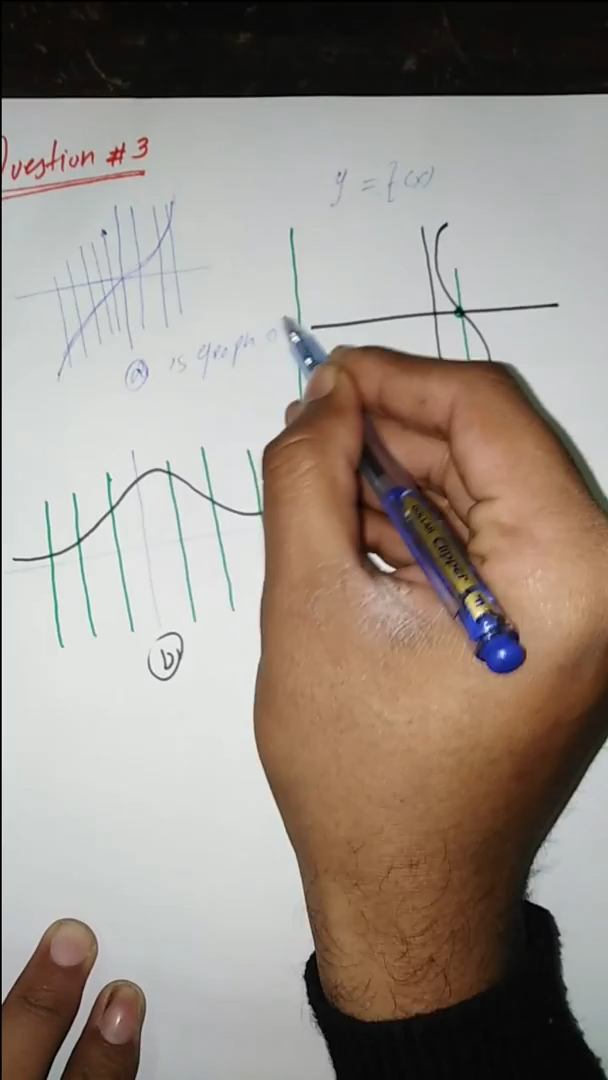 Question #3
y = f(x)
(a) is graph o
(b)
Clipper